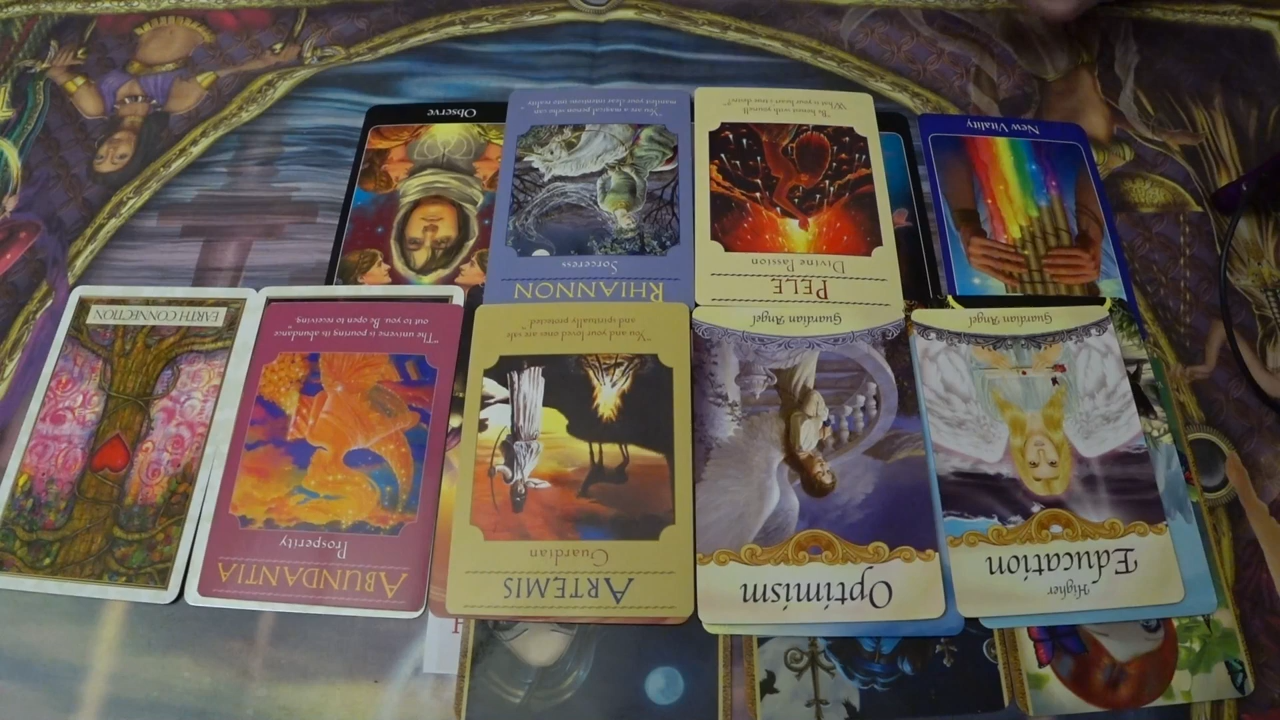 Observe
"You are a magical person who can
manifest your clear intentions into reality."
Sorceress
RHIANNON
"Be honest with yourself:
What is your heart's true desire?"
Divine Passion
PELE
New Vitality
EARTH CONNECTION
"The universe is pouring its abundance
out to you. Be open to receiving."
Prosperity
ABUNDANTIA
"You and your loved ones are safe
and spiritually protected."
Guardian
ARTEMIS
Guardian Angel
Optimism
Guardian Angel
Higher
Education